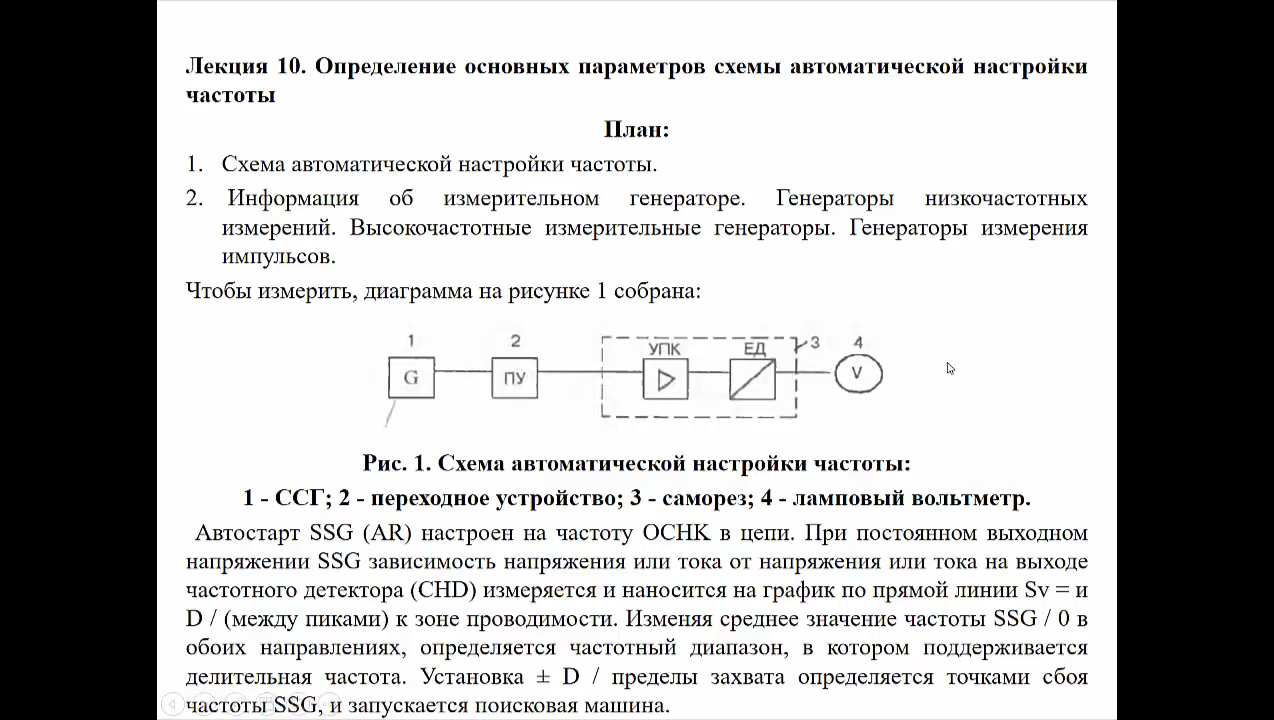 Лекция 10. Определение основных параметров схемы автоматической настройки
частоты
План:
1. Схема автоматической настройки частоты.
2. Информация об измерительном генераторе. Генераторы низкочастотных
измерений. Высокочастотные измерительные генераторы. Генераторы измерения
импульсов.
Чтобы измерить, диаграмма на рисунке 1 собрана:
1 2 3 4
УПК ЕД
G ПУ V
Рис. 1. Схема автоматической настройки частоты:
1 - ССГ; 2 - переходное устройство; 3 - саморез; 4 - ламповый вольтметр.
Автостарт SSG (AR) настроен на частоту OCHK в цепи. При постоянном выходном
напряжении SSG зависимость напряжения или тока от напряжения или тока на выходе
частотного детектора (CHD) измеряется и наносится на график по прямой линии Sv = и
D / (между пиками) к зоне проводимости. Изменяя среднее значение частоты SSG / 0 в
обоих направлениях, определяется частотный диапазон, в котором поддерживается
делительная частота. Установка ± D / пределы захвата определяется точками сбоя
частоты SSG, и запускается поисковая машина.